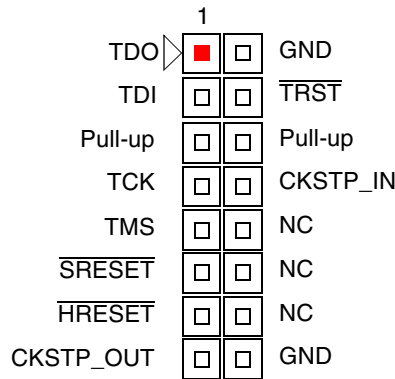 1
TDO GND
TDI TRST
Pull-up Pull-up
TCK CKSTP_IN
TMS NC
SRESET NC
HRESET NC
CKSTP_OUT GND